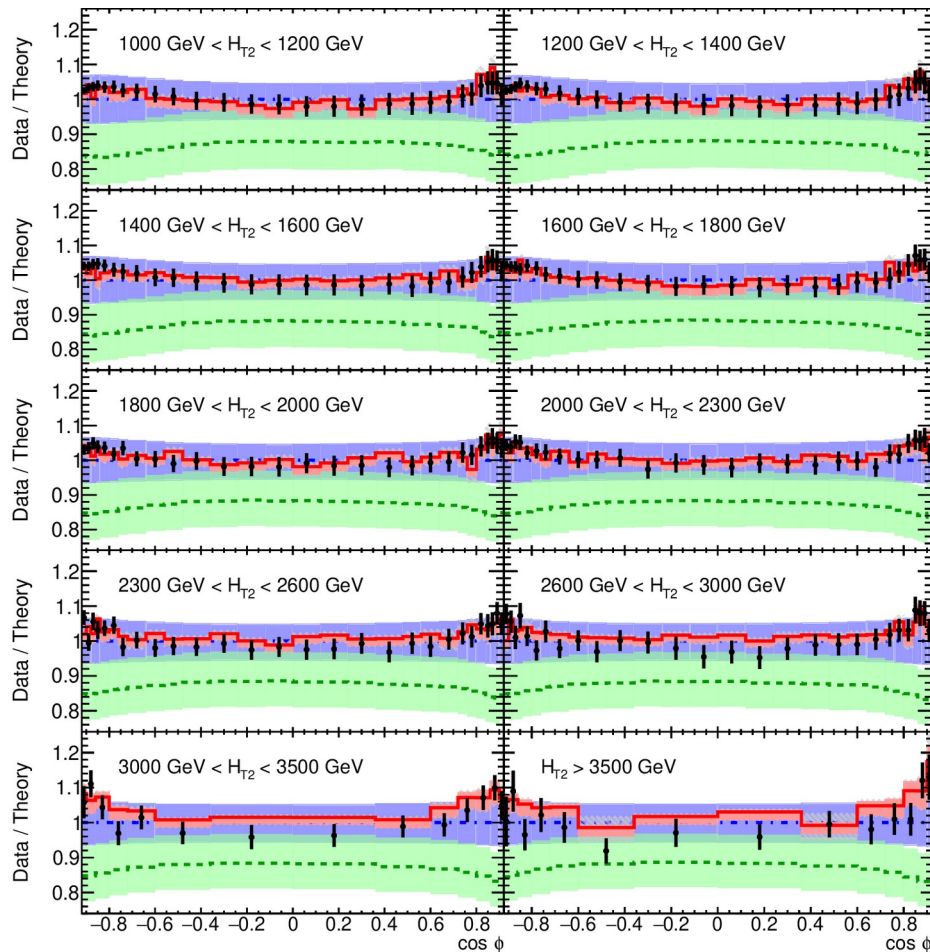 1000 GeV < H_T2 < 1200 GeV
1200 GeV < H_T2 < 1400 GeV
Data / Theory
1.2
1.1
1
0.9
0.8
1400 GeV < H_T2 < 1600 GeV
1600 GeV < H_T2 < 1800 GeV
Data / Theory
1.2
1.1
1
0.9
0.8
1800 GeV < H_T2 < 2000 GeV
2000 GeV < H_T2 < 2300 GeV
Data / Theory
1.2
1.1
1
0.9
0.8
2300 GeV < H_T2 < 2600 GeV
2600 GeV < H_T2 < 3000 GeV
Data / Theory
1.2
1.1
1
0.9
0.8
3000 GeV < H_T2 < 3500 GeV
H_T2 > 3500 GeV
Data / Theory
1.2
1.1
1
0.9
0.8
−0.8 −0.6 −0.4 −0.2 0 0.2 0.4 0.6 0.8
−0.8 −0.6 −0.4 −0.2 0 0.2 0.4 0.6 0.8
cos ϕ
cos ϕ